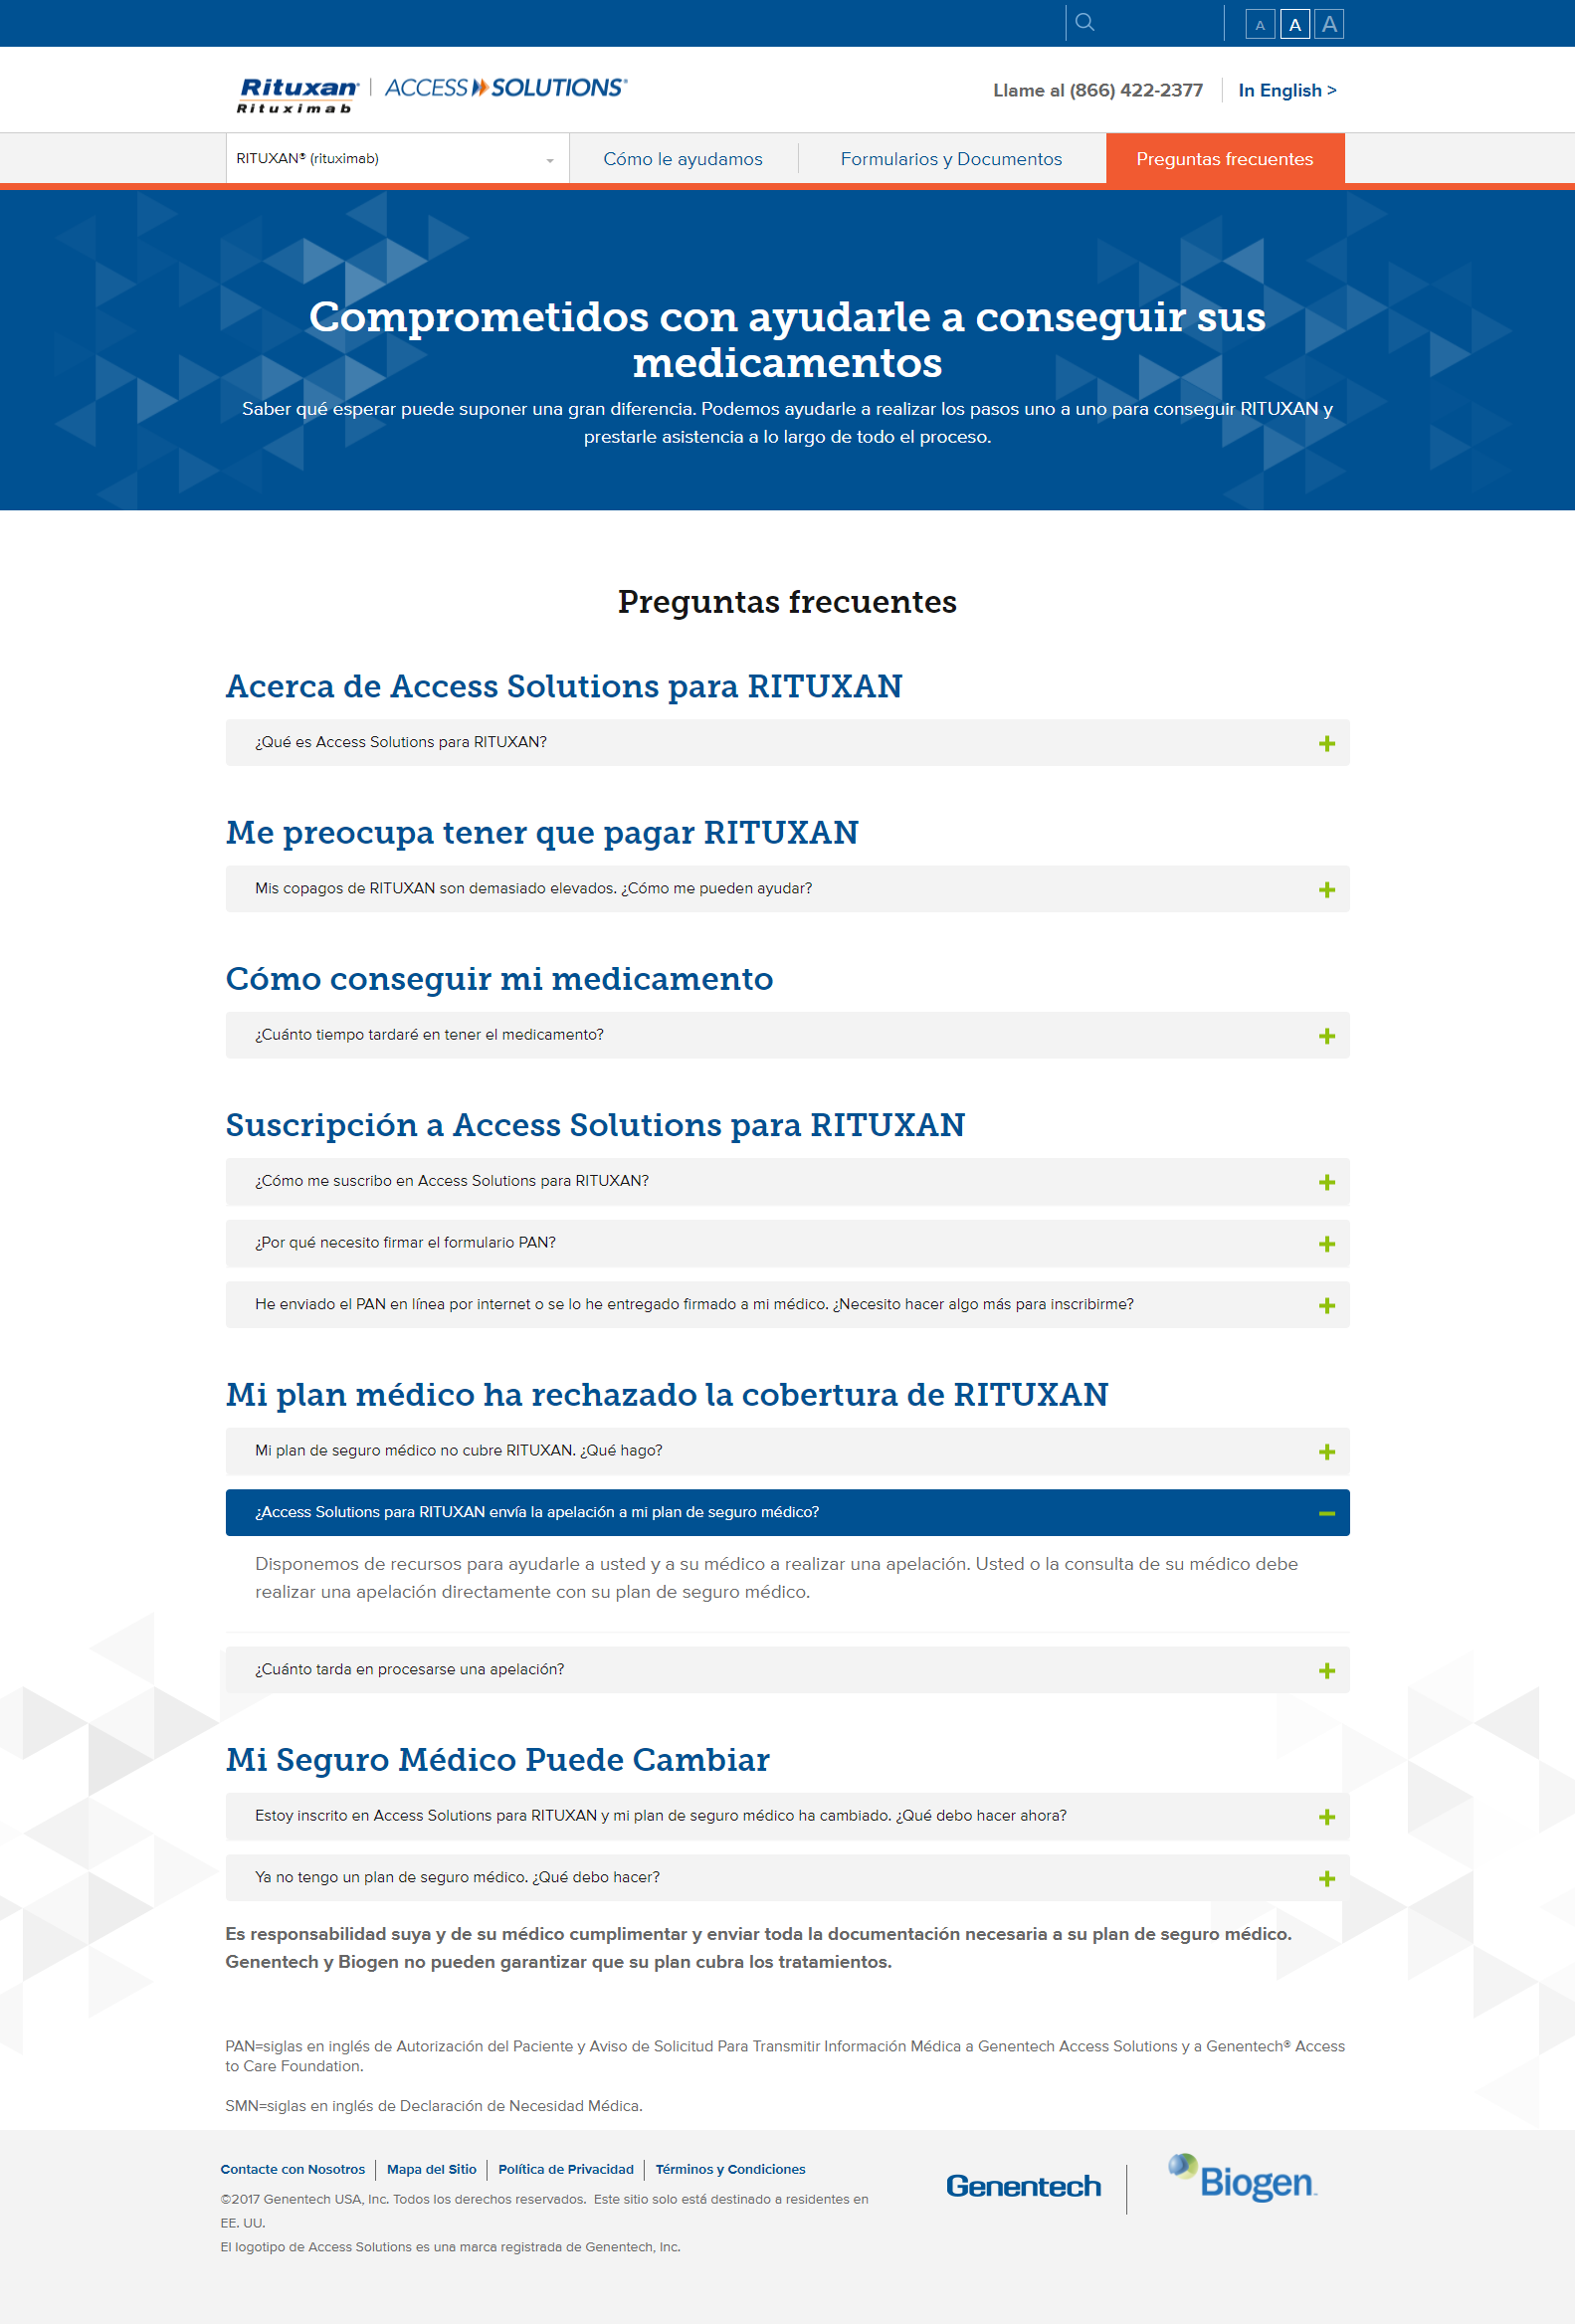 A A A
Rituxan® | ACCESS SOLUTIONS®
Rituximab
Llame al (866) 422-2377
In English >
RITUXAN® (rituximab)
Cómo le ayudamos
Formularios y Documentos
Preguntas frecuentes
Comprometidos con ayudarle a conseguir sus
medicamentos
Saber qué esperar puede suponer una gran diferencia. Podemos ayudarle a realizar los pasos uno a uno para conseguir RITUXAN y
prestarle asistencia a lo largo de todo el proceso.
Preguntas frecuentes
Acerca de Access Solutions para RITUXAN
¿Qué es Access Solutions para RITUXAN?
Me preocupa tener que pagar RITUXAN
Mis copagos de RITUXAN son demasiado elevados. ¿Cómo me pueden ayudar?
Cómo conseguir mi medicamento
¿Cuánto tiempo tardaré en tener el medicamento?
Suscripción a Access Solutions para RITUXAN
¿Cómo me suscribo en Access Solutions para RITUXAN?
¿Por qué necesito firmar el formulario PAN?
He enviado el PAN en línea por internet o se lo he entregado firmado a mi médico. ¿Necesito hacer algo más para inscribirme?
Mi plan médico ha rechazado la cobertura de RITUXAN
Mi plan de seguro médico no cubre RITUXAN. ¿Qué hago?
¿Access Solutions para RITUXAN envía la apelación a mi plan de seguro médico?
Disponemos de recursos para ayudarle a usted y a su médico a realizar una apelación. Usted o la consulta de su médico debe
realizar una apelación directamente con su plan de seguro médico.
¿Cuánto tarda en procesarse una apelación?
Mi Seguro Médico Puede Cambiar
Estoy inscrito en Access Solutions para RITUXAN y mi plan de seguro médico ha cambiado. ¿Qué debo hacer ahora?
Ya no tengo un plan de seguro médico. ¿Qué debo hacer?
Es responsabilidad suya y de su médico cumplimentar y enviar toda la documentación necesaria a su plan de seguro médico.
Genentech y Biogen no pueden garantizar que su plan cubra los tratamientos.
PAN=siglas en inglés de Autorización del Paciente y Aviso de Solicitud Para Transmitir Información Médica a Genentech Access Solutions y a Genentech® Access
to Care Foundation.
SMN=siglas en inglés de Declaración de Necesidad Médica.
Contacte con Nosotros | Mapa del Sitio | Política de Privacidad | Términos y Condiciones
©2017 Genentech USA, Inc. Todos los derechos reservados. Este sitio solo está destinado a residentes en
EE. UU.
El logotipo de Access Solutions es una marca registrada de Genentech, Inc.
Genentech
Biogen™